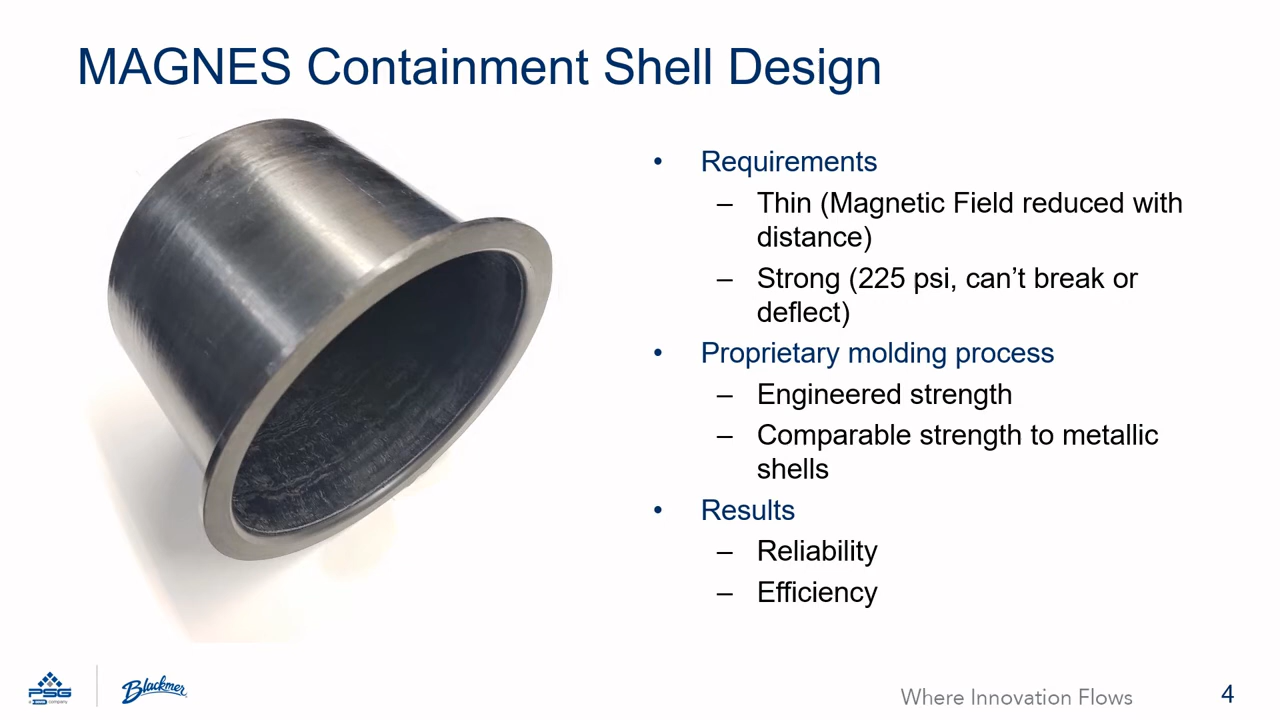 MAGNES Containment Shell Design
• Requirements
– Thin (Magnetic Field reduced with
distance)
– Strong (225 psi, can’t break or
deflect)
• Proprietary molding process
– Engineered strength
– Comparable strength to metallic
shells
• Results
– Reliability
– Efficiency
PSG
company
Blackmer
Where Innovation Flows
4